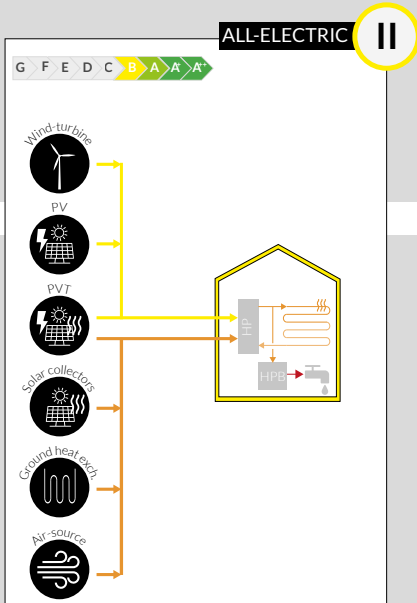 ALL-ELECTRIC II
G F E D C B A A+ A++
Wind-turbine
PV
PVT
HP
Solar collectors
HPB
Ground heat exch.
Air-source